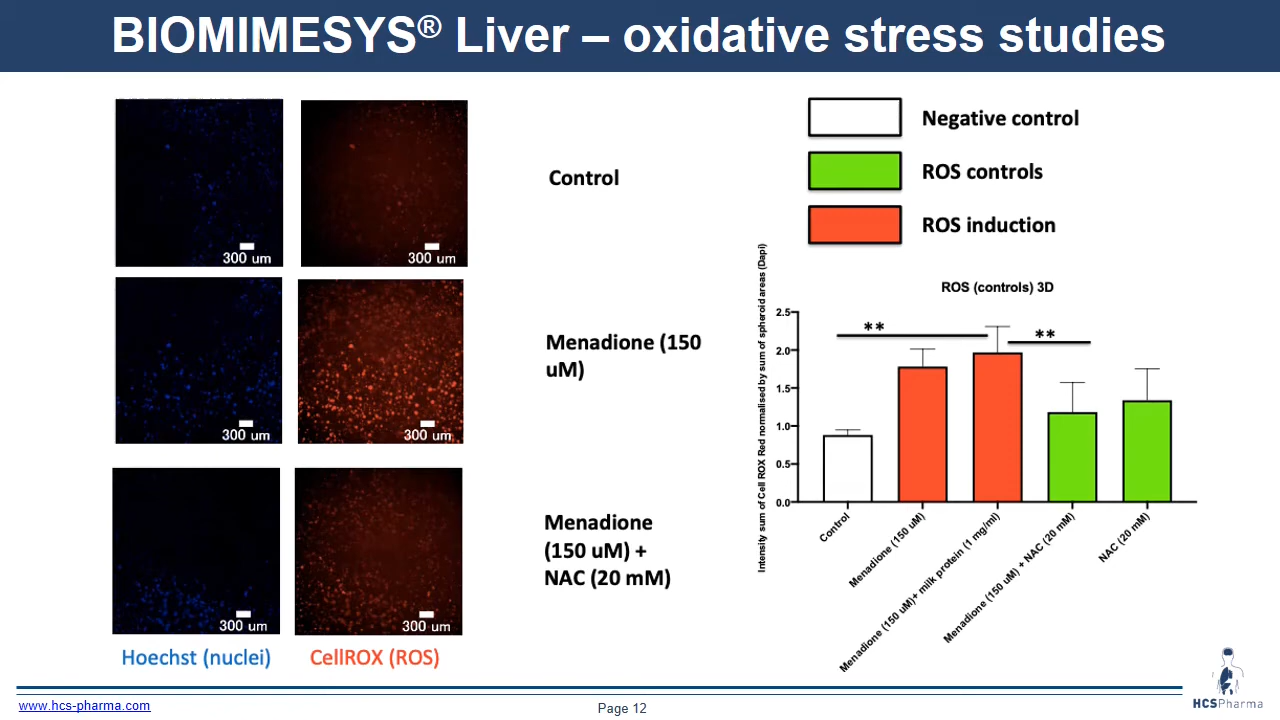 BIOMIMESYS® Liver – oxidative stress studies
300 um
300 um
Control
300 um
300 um
Menadione (150
uM)
300 um
300 um
Menadione
(150 uM) +
NAC (20 mM)
Hoechst (nuclei)
CellROX (ROS)
Negative control
ROS controls
ROS induction
ROS (controls) 3D
Intensity sum of Cell ROX Red normalised by sum of spheroid areas (Dapi)
2.5
2.0
1.5
1.0
0.5
0.0
**
**
Control
Menadione (150 uM)
Menadione (150 uM)+ milk protein (1 mg/ml)
Menadione (150 uM) + NAC (20 mM)
NAC (20 mM)
www.hcs-pharma.com
Page 12
HCSPharma